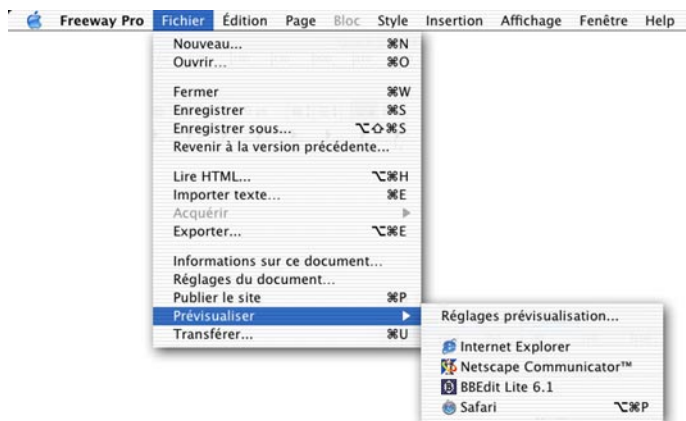 Freeway Pro Fichier Édition Page Bloc Style Insertion Affichage Fenêtre Help
Nouveau... ⌘N
Ouvrir... ⌘O
Fermer ⌘W
Enregistrer ⌘S
Enregistrer sous... ⌥⇧⌘S
Revenir à la version précédente...
Lire HTML... ⌥⌘H
Importer texte... ⌘E
Acquérir
Exporter... ⌥⌘E
Informations sur ce document...
Réglages du document...
Publier le site ⌘P
Prévisualiser
Transférer... ⌘U
Réglages prévisualisation...
Internet Explorer
Netscape Communicator™
BBEdit Lite 6.1
Safari ⌥⌘P